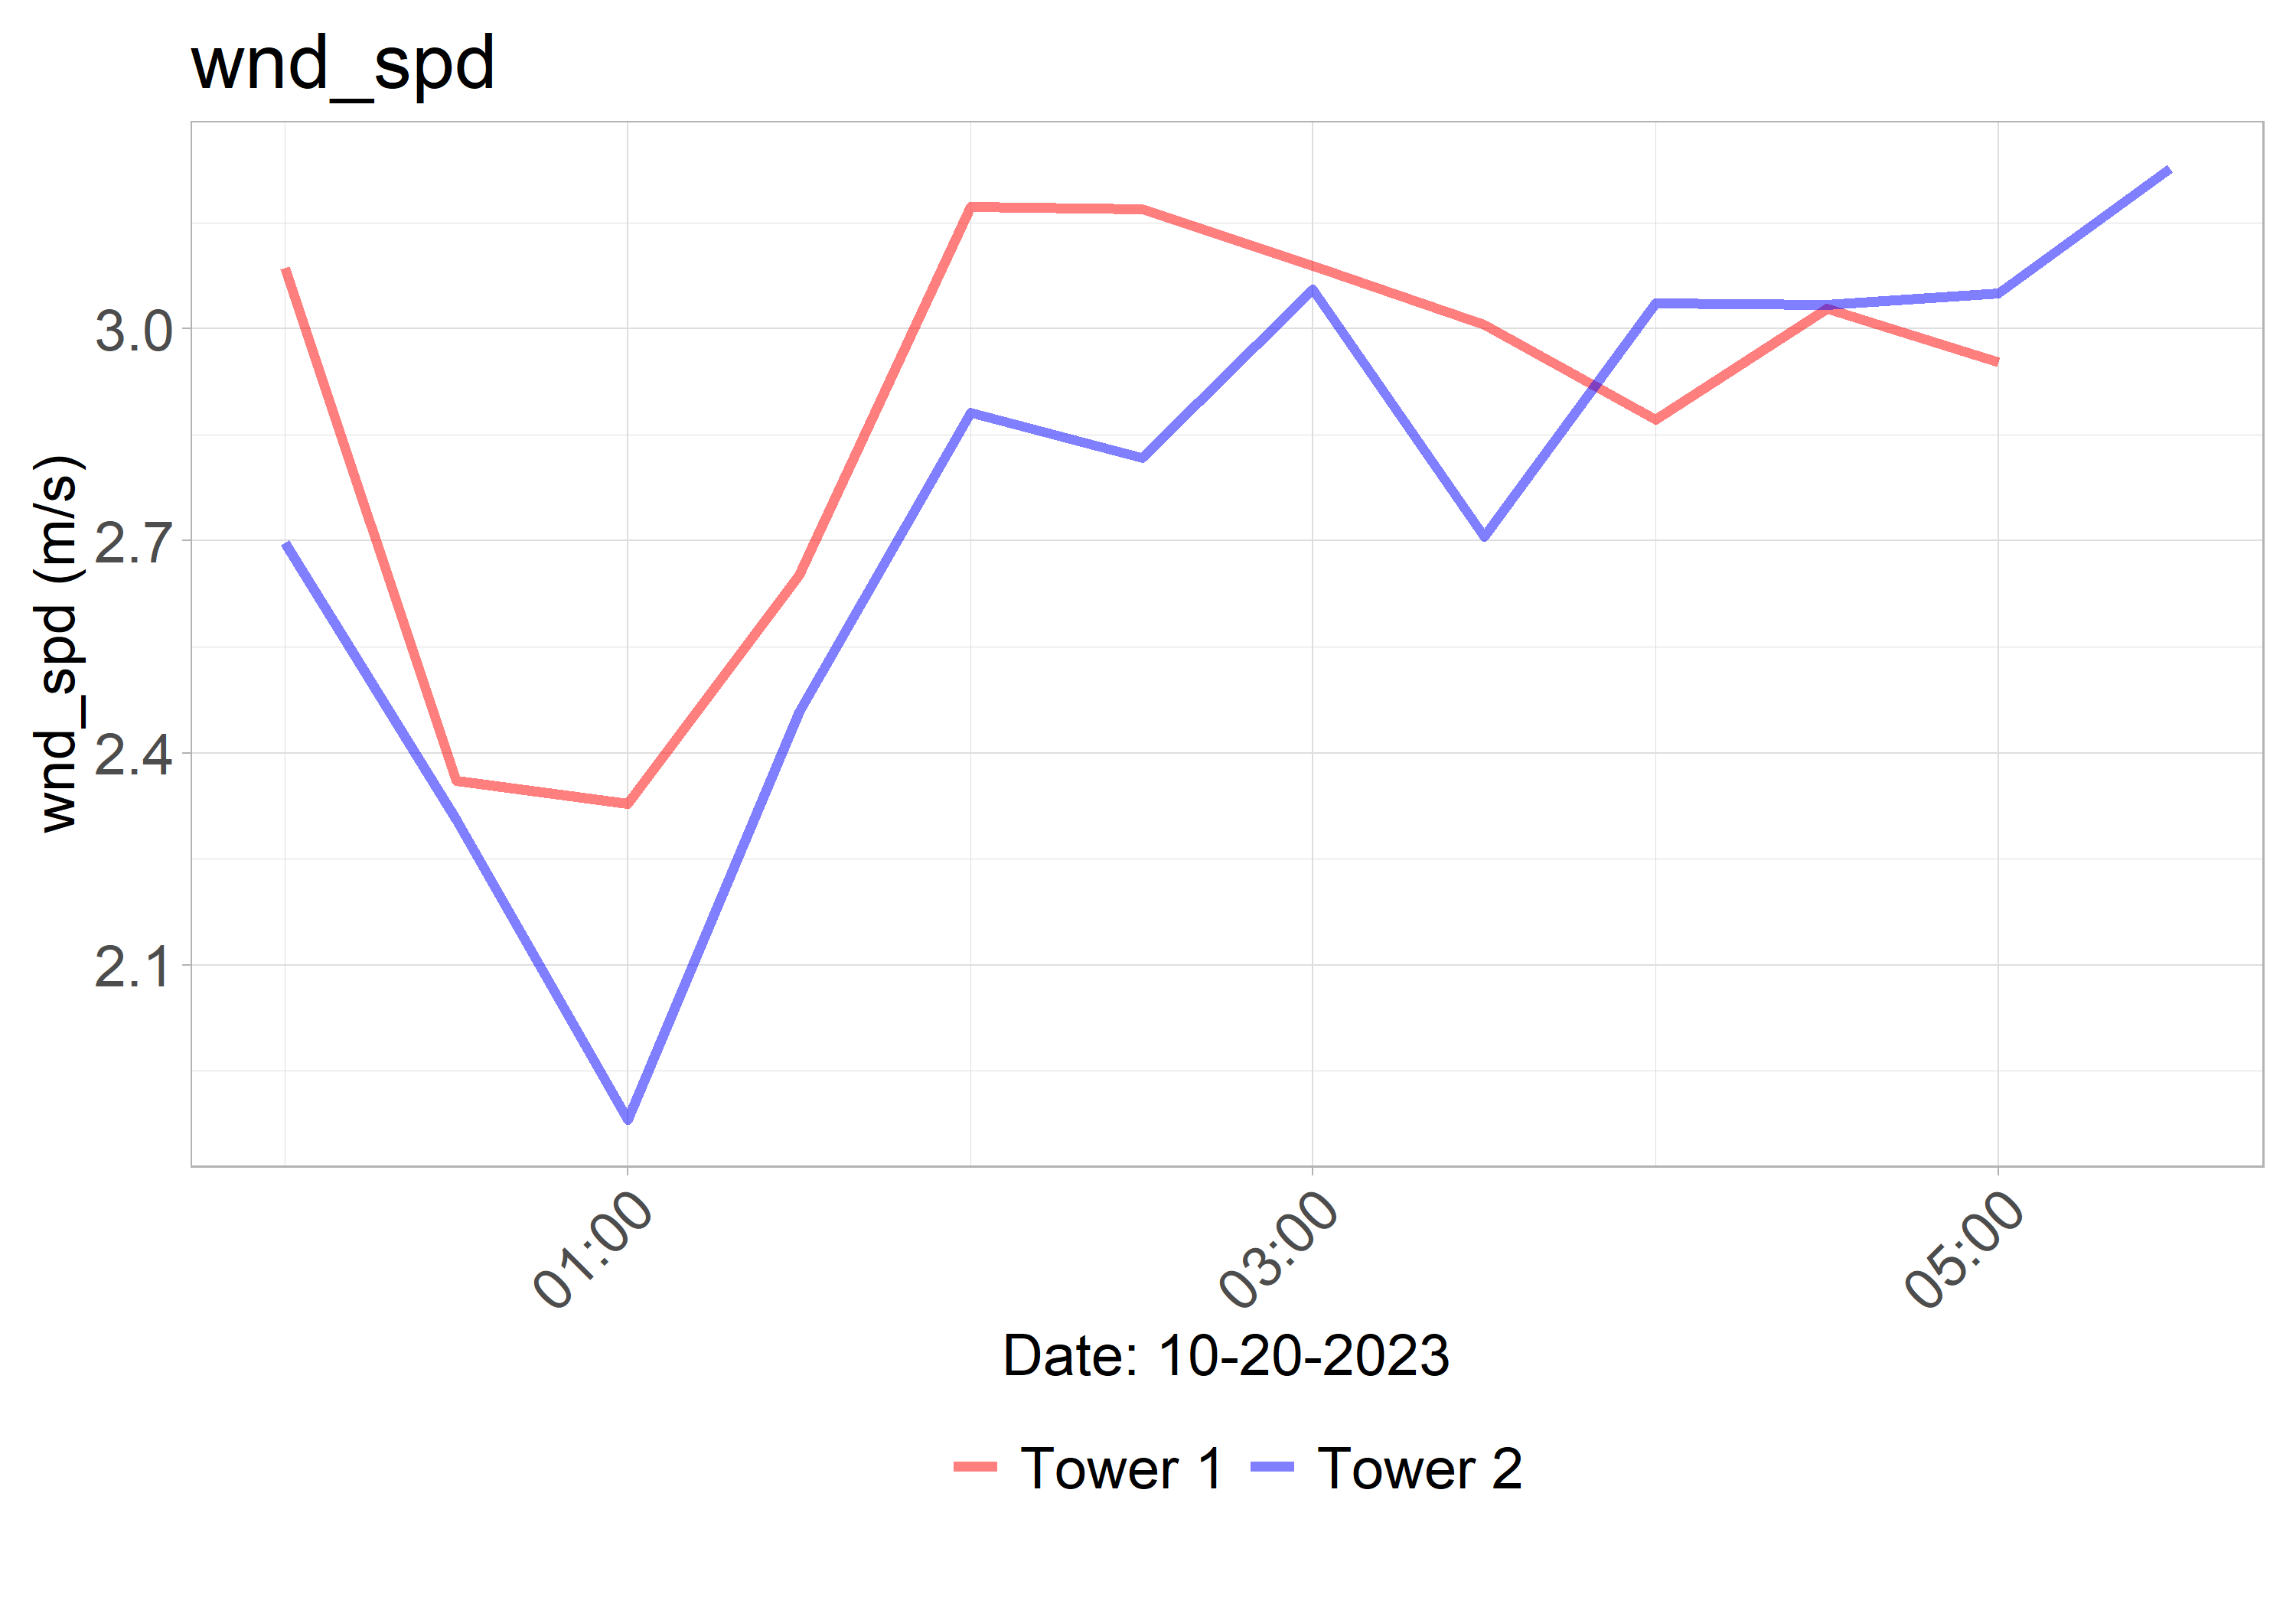 wnd_spd
wnd_spd (m/s)
3.0
2.7
2.4
2.1
01:00
03:00
05:00
Date: 10-20-2023
Tower 1
Tower 2